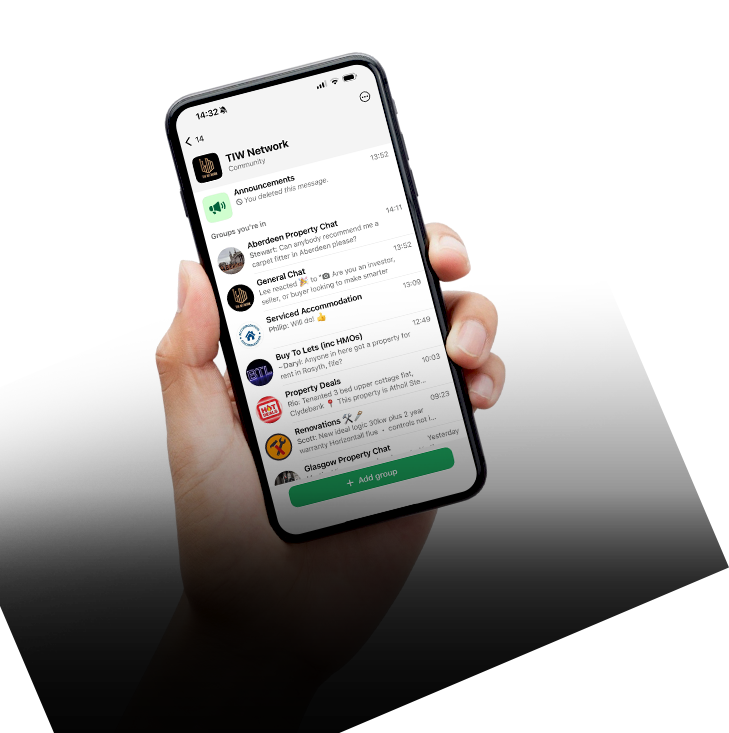 14:32
14
TIW Network
Community
Announcements 13:52
You deleted this message.
Groups you're in
Aberdeen Property Chat 14:11
Stewart: Can anybody recommend me a
carpet fitter in Aberdeen please?
General Chat 13:52
Lee reacted 🎉 to "📷 Are you an investor,
seller, or buyer looking to make smarter
Serviced Accommodation 13:09
Philip: Will do! 👍
Buy To Lets (inc HMOs) 12:49
~Daryl: Anyone in here got a property for
rent in Rosyth, fife?
BTL
Property Deals 10:03
Rio: Tenanted 3 bed upper cottage flat,
Clydebank 📍 This property is Atholl Ste...
HOT
Renovations 🛠️🪚 09:23
Scott: New ideal logic 30kw plus 2 year
warranty Horizontal flue • controls not i...
Glasgow Property Chat Yesterday
+ Add group